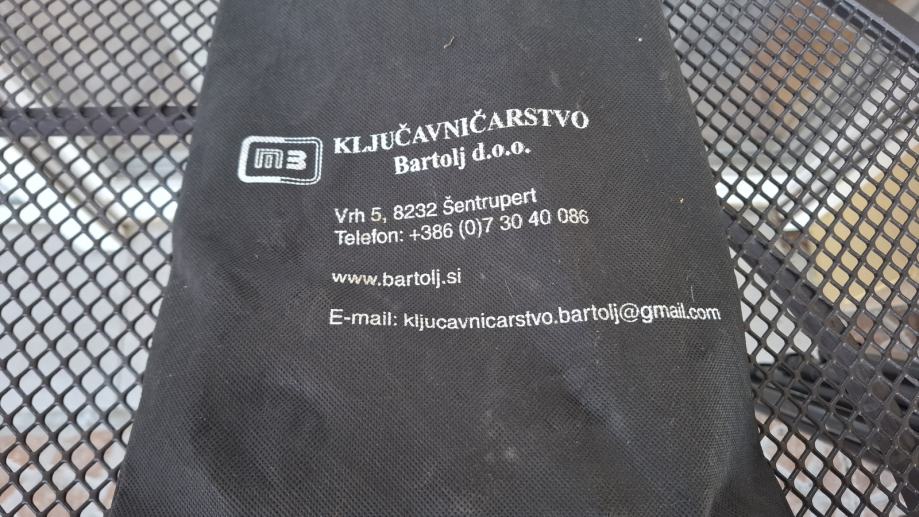 MB
KLJUČAVNIČARSTVO
Bartolj d.o.o.
Vrh 5, 8232 Šentrupert
Telefon: +386 (0)7 30 40 086
www.bartolj.si
E-mail: kljucavnicarstvo.bartolj@gmail.com